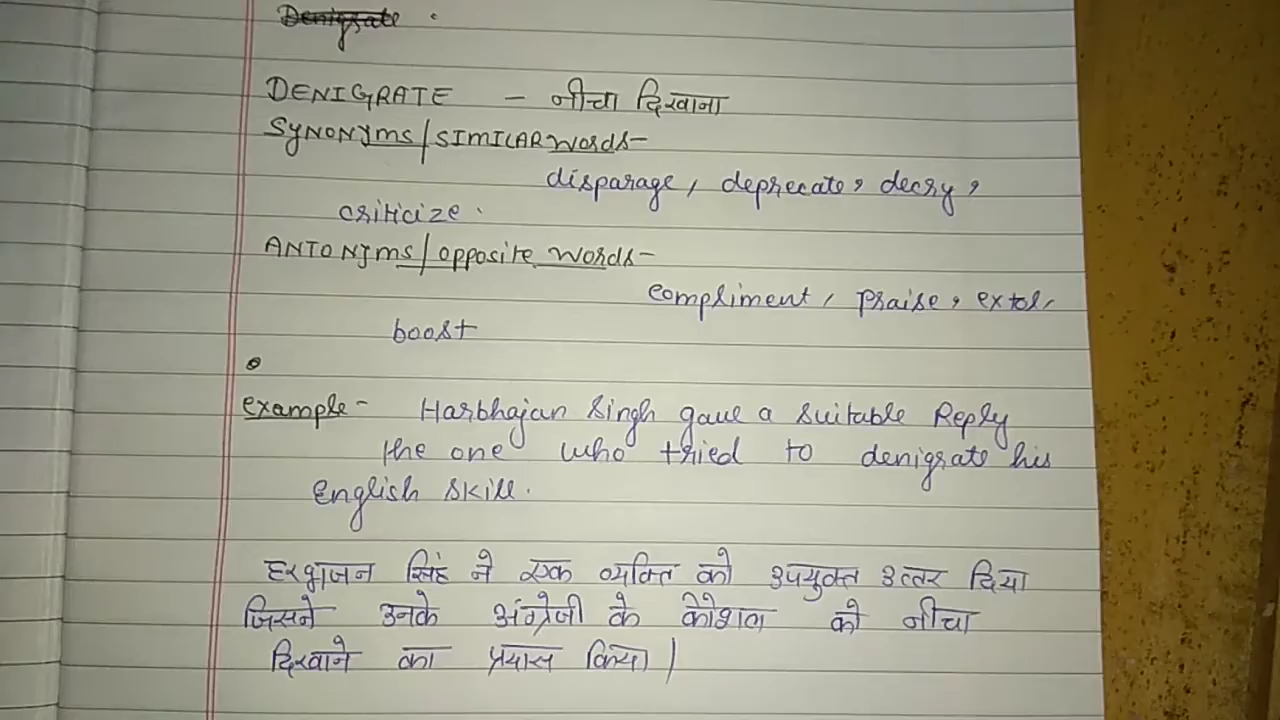 Denigrate .
DENIGRATE - नीचा दिखाना
SYNONYMS/SIMILAR Words-
disparage, deprecate, decry,
criticize.
ANTONYMS/opposite words-
compliment, praise, extol,
boost
example- Harbhajan Singh gave a suitable Reply
the one who tried to denigrate his
English skill.
हरभजन सिंह ने एक व्यक्ति को उपयुक्त उत्तर दिया
जिसने उनके अंग्रेजी के कौशल को नीचा
दिखाने का प्रयास किया।